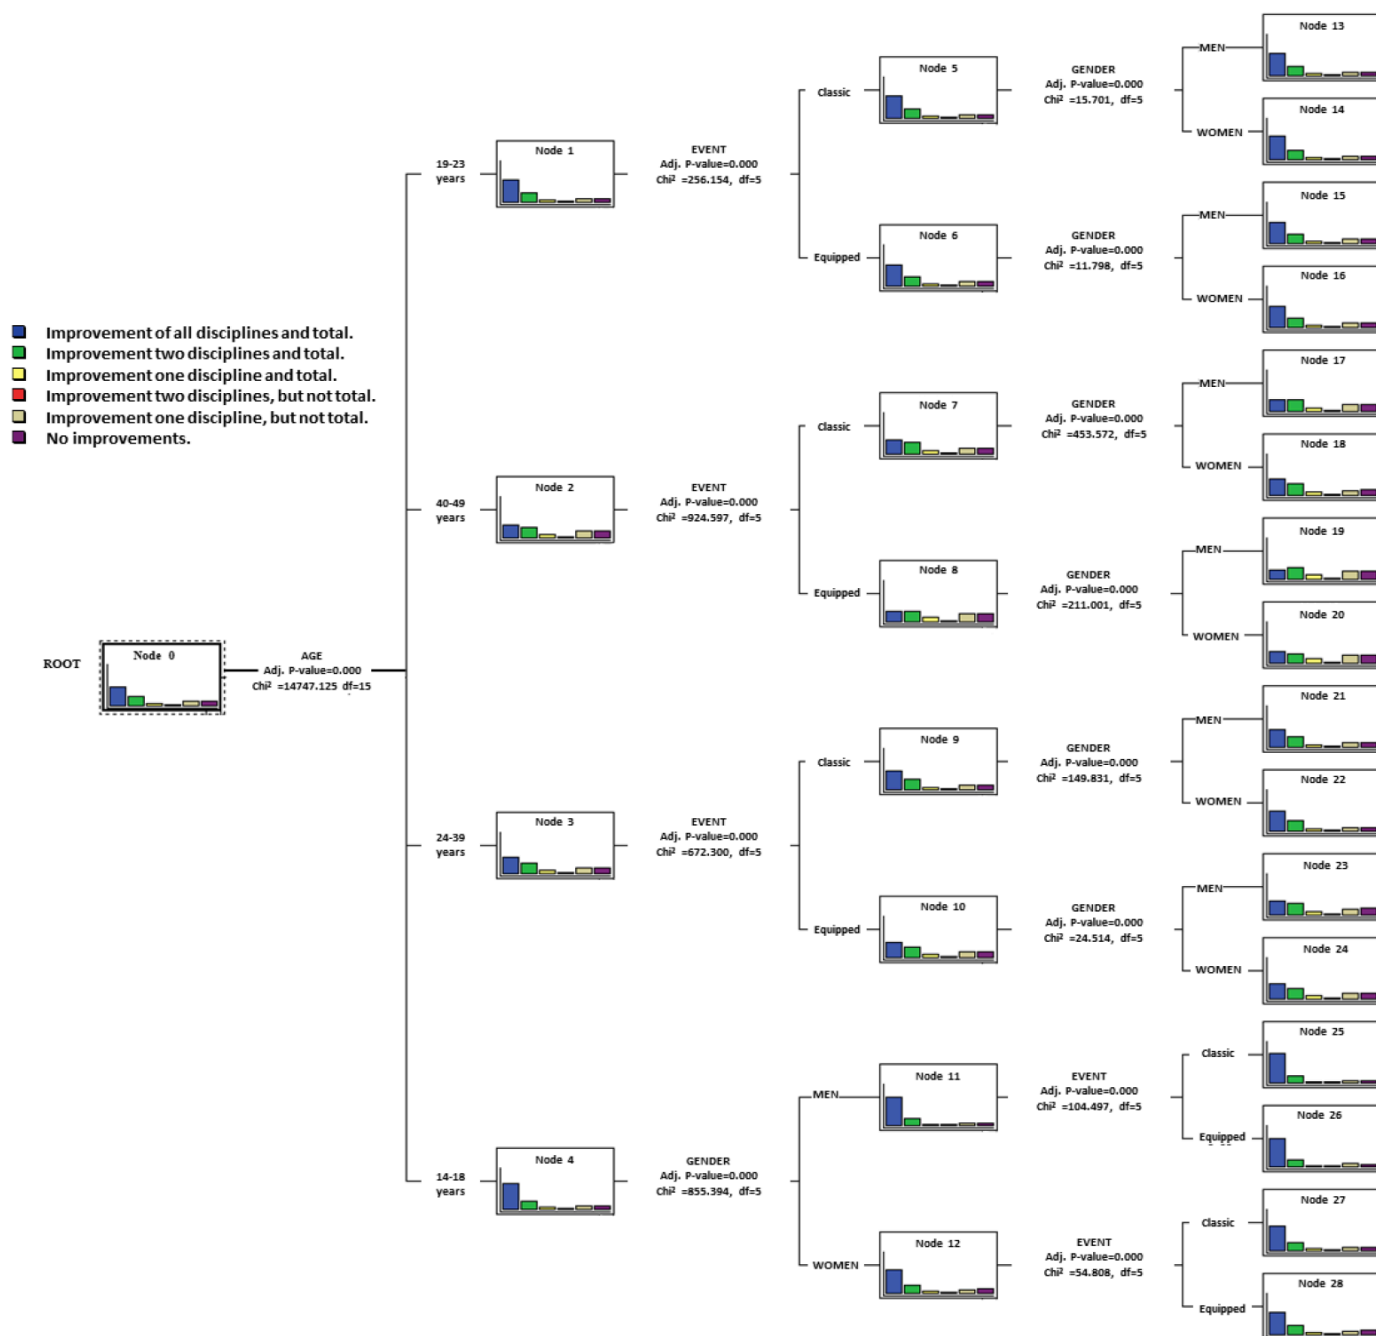 Improvement of all disciplines and total.
Improvement two disciplines and total.
Improvement one discipline and total.
Improvement two disciplines, but not total.
Improvement one discipline, but not total.
No improvements.
ROOT
Node 0
AGE
Adj. P-value=0.000
Chi² =14747.125 df=15
19-23
years
Node 1
EVENT
Adj. P-value=0.000
Chi² =256.154, df=5
Classic
Node 5
GENDER
Adj. P-value=0.000
Chi² =15.701, df=5
MEN
Node 13
WOMEN
Node 14
Equipped
Node 6
GENDER
Adj. P-value=0.000
Chi² =11.798, df=5
MEN
Node 15
WOMEN
Node 16
40-49
years
Node 2
EVENT
Adj. P-value=0.000
Chi² =924.597, df=5
Classic
Node 7
GENDER
Adj. P-value=0.000
Chi² =453.572, df=5
MEN
Node 17
WOMEN
Node 18
Equipped
Node 8
GENDER
Adj. P-value=0.000
Chi² =211.001, df=5
MEN
Node 19
WOMEN
Node 20
24-39
years
Node 3
EVENT
Adj. P-value=0.000
Chi² =672.300, df=5
Classic
Node 9
GENDER
Adj. P-value=0.000
Chi² =149.831, df=5
MEN
Node 21
WOMEN
Node 22
Equipped
Node 10
GENDER
Adj. P-value=0.000
Chi² =24.514, df=5
MEN
Node 23
WOMEN
Node 24
14-18
years
Node 4
GENDER
Adj. P-value=0.000
Chi² =855.394, df=5
MEN
Node 11
EVENT
Adj. P-value=0.000
Chi² =104.497, df=5
Classic
Node 25
Equipped
Node 26
WOMEN
Node 12
EVENT
Adj. P-value=0.000
Chi² =54.808, df=5
Classic
Node 27
Equipped
Node 28